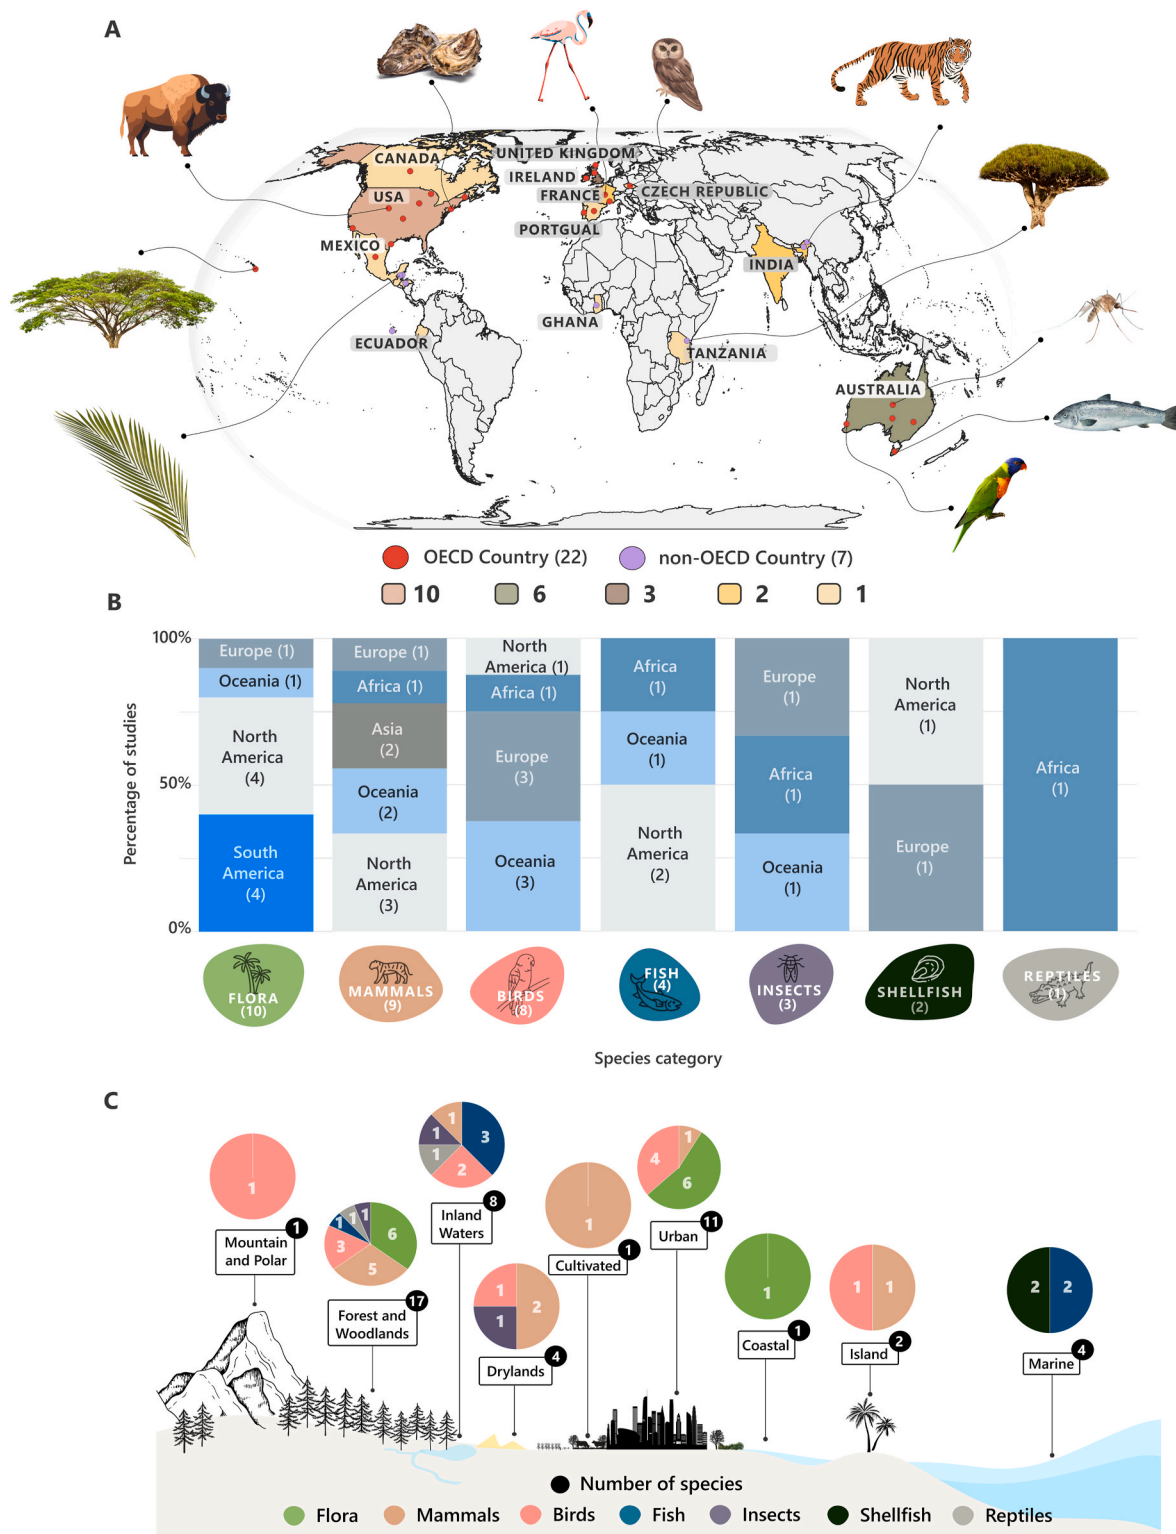 A
CANADA
UNITED KINGDOM
IRELAND
USA
FRANCE
CZECH REPUBLIC
PORTGUAL
MEXICO
INDIA
GHANA
ECUADOR
TANZANIA
AUSTRALIA
OECD Country (22)
non-OECD Country (7)
10
6
3
2
1
B
100%
50%
0%
Percentage of studies
Europe (1)
Oceania (1)
North
America
(4)
South
America
(4)
Europe (1)
Africa (1)
Asia
(2)
Oceania
(2)
North
America
(3)
North
America (1)
Africa (1)
Europe
(3)
Oceania
(3)
Africa
(1)
Oceania
(1)
North
America
(2)
Europe
(1)
Africa
(1)
Oceania
(1)
North
America
(1)
Europe
(1)
Africa
(1)
FLORA
(10)
MAMMALS
(9)
BIRDS
(8)
FISH
(4)
INSECTS
(3)
SHELLFISH
(2)
REPTILES
(1)
Species category
C
1
Mountain
and Polar
1
6
5
3
1
1
1
Forest and
Woodlands
17
1
3
2
1
1
Inland
Waters
8
1
2
1
Drylands
4
1
Cultivated
1
1
6
4
Urban
11
1
Coastal
1
1
1
Island
2
2
2
Marine
4
Number of species
Flora
Mammals
Birds
Fish
Insects
Shellfish
Reptiles